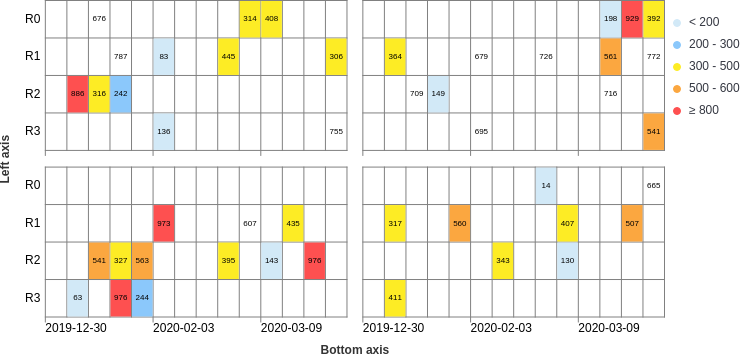 R0 676 314 408 198 929 392 < 200
R1 787 83 445 306 364 679 726 561 772 200 - 300
300 - 500
R2 886 316 242 709 149 716 500 - 600
≥ 800
R3 136 755 695 541
Left axis
R0 14 665
R1 973 607 435 317 560 407 507
R2 541 327 563 395 143 976 343 130
R3 63 976 244 411
2019-12-30 2020-02-03 2020-03-09 2019-12-30 2020-02-03 2020-03-09
Bottom axis